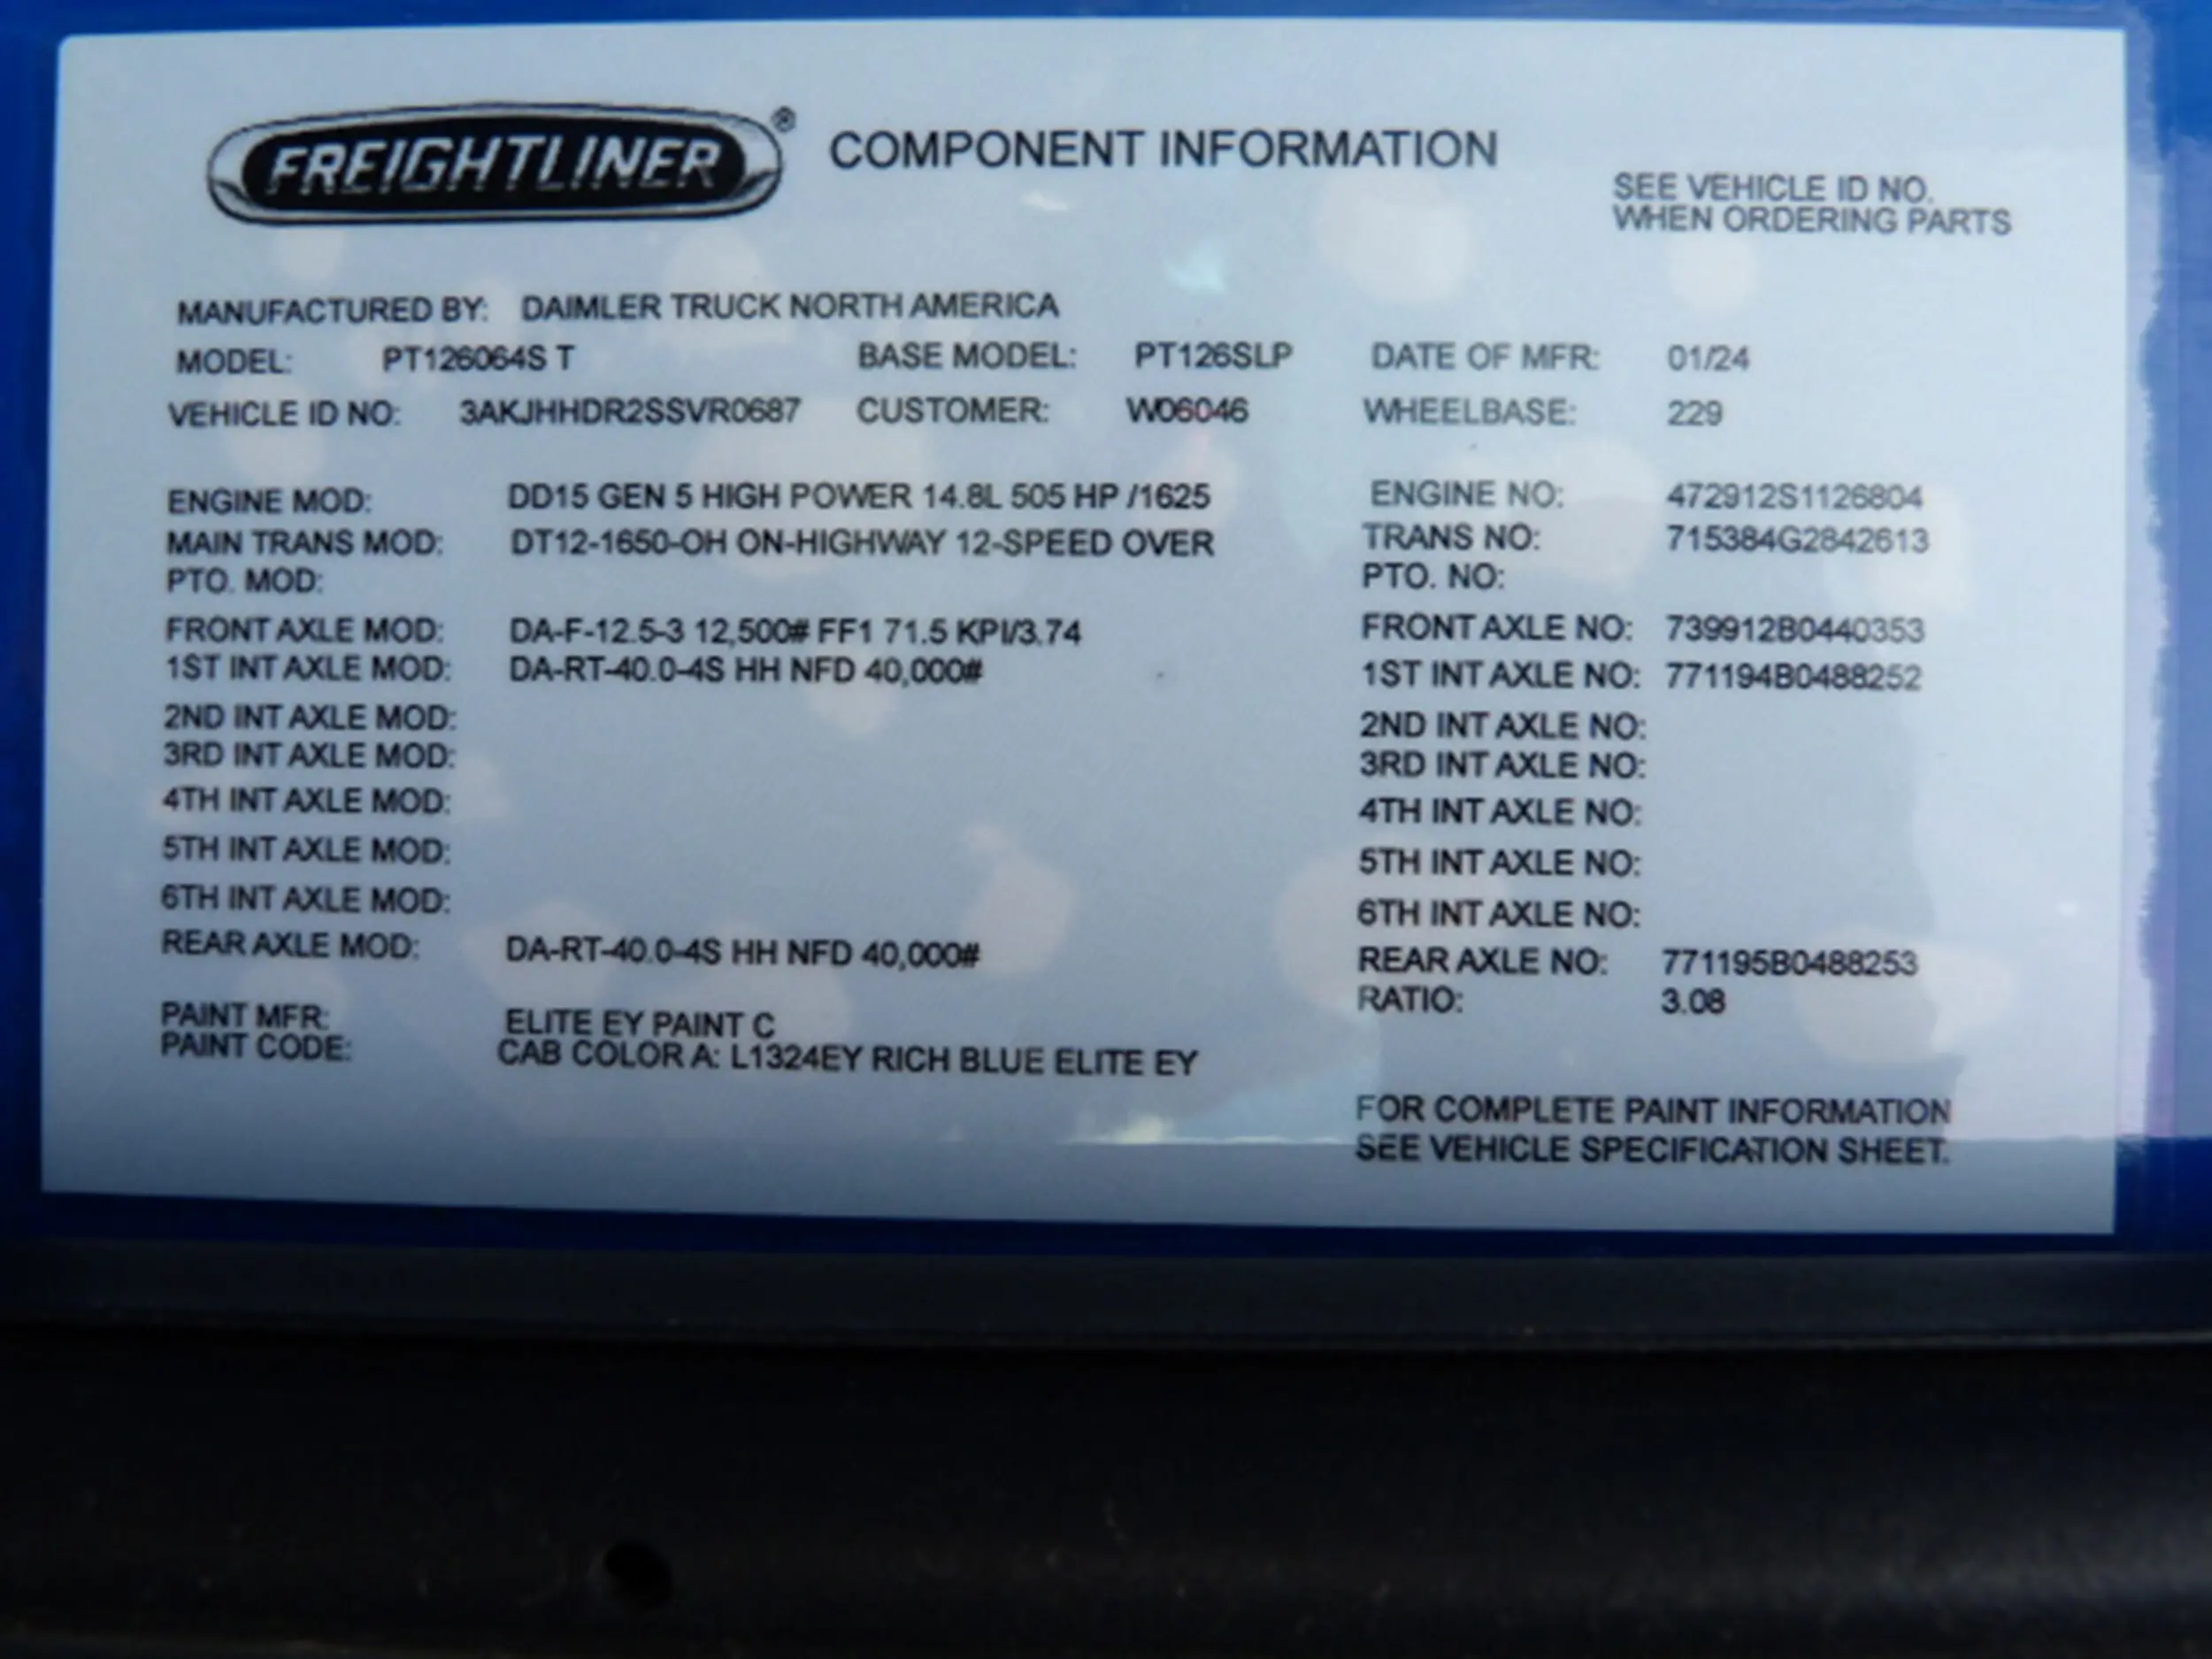 FREIGHTLINER® COMPONENT INFORMATION
SEE VEHICLE ID NO.
WHEN ORDERING PARTS
MANUFACTURED BY: DAIMLER TRUCK NORTH AMERICA
MODEL: PT126064S T BASE MODEL: PT126SLP DATE OF MFR: 01/24
VEHICLE ID NO: 3AKJHHDR2SSVR0687 CUSTOMER: W06046 WHEELBASE: 229
ENGINE MOD: DD15 GEN 5 HIGH POWER 14.8L 505 HP /1625 ENGINE NO: 472912S1126804
MAIN TRANS MOD: DT12-1650-OH ON-HIGHWAY 12-SPEED OVER TRANS NO: 715384G2842613
PTO. MOD: PTO. NO:
FRONT AXLE MOD: DA-F-12.5-3 12,500# FF1 71.5 KPI/3.74 FRONT AXLE NO: 739912B0440353
1ST INT AXLE MOD: DA-RT-40.0-4S HH NFD 40,000# 1ST INT AXLE NO: 771194B0488252
2ND INT AXLE MOD: 2ND INT AXLE NO:
3RD INT AXLE MOD: 3RD INT AXLE NO:
4TH INT AXLE MOD: 4TH INT AXLE NO:
5TH INT AXLE MOD: 5TH INT AXLE NO:
6TH INT AXLE MOD: 6TH INT AXLE NO:
REAR AXLE MOD: DA-RT-40.0-4S HH NFD 40,000# REAR AXLE NO: 771195B0488253
RATIO: 3.08
PAINT MFR: ELITE EY PAINT C
PAINT CODE: CAB COLOR A: L1324EY RICH BLUE ELITE EY
FOR COMPLETE PAINT INFORMATION
SEE VEHICLE SPECIFICATION SHEET.